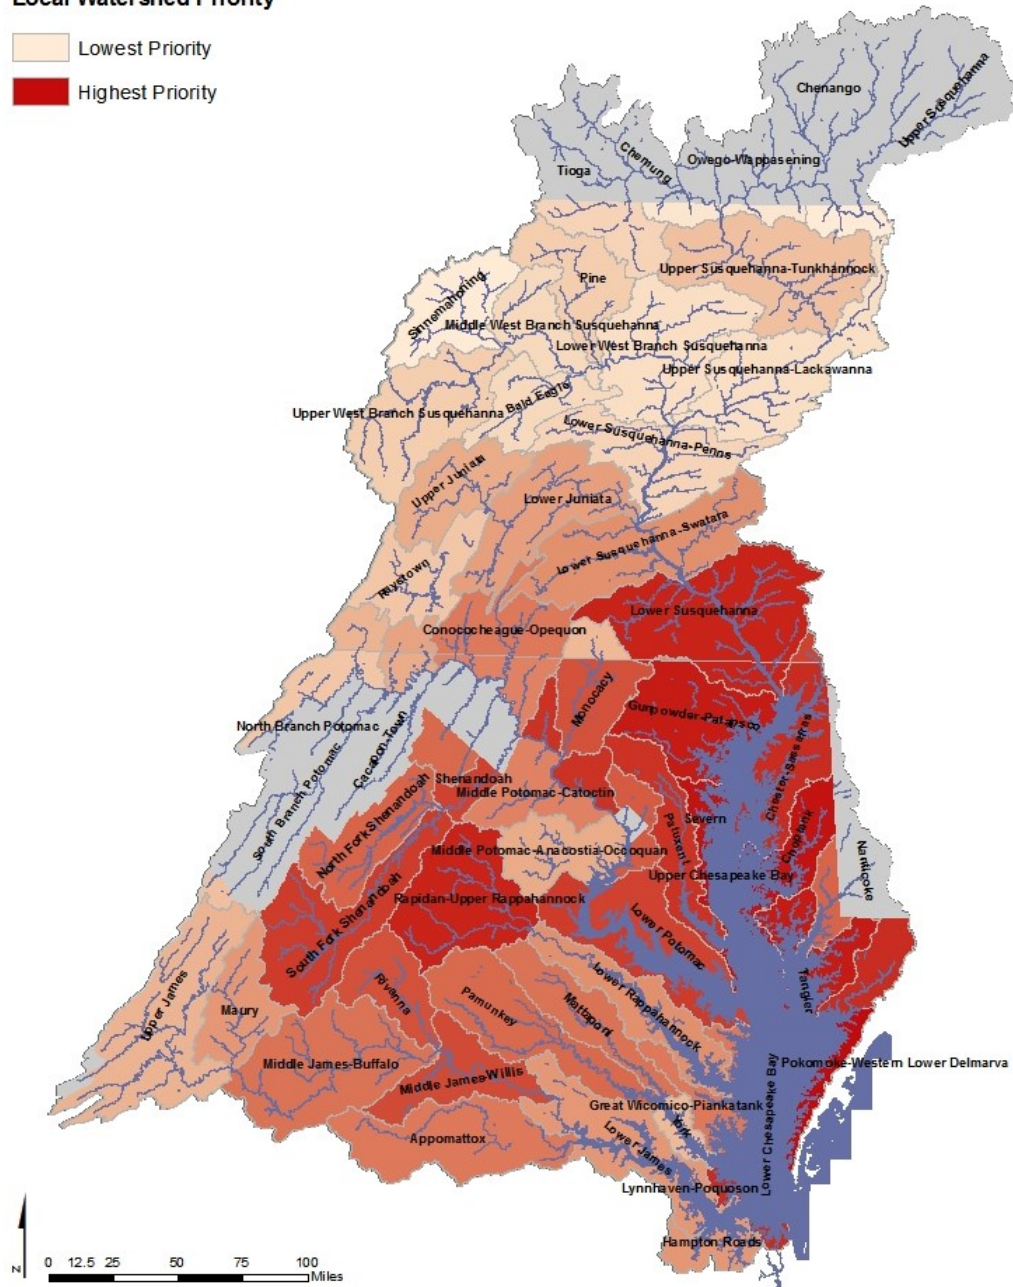 Local Watershed Priority
Lowest Priority
Highest Priority
Chenango
Upper Susquehanna
Owego-Wappasening
Chemung
Tioga
Upper Susquehanna-Tunkhannock
Pine
Sinnemahoning
Middle West Branch Susquehanna
Lower West Branch Susquehanna
Upper Susquehanna-Lackawanna
Bald Eagle
Upper West Branch Susquehanna
Lower Susquehanna-Penns
Upper Juniata
Lower Juniata
Lower Susquehanna-Swatara
Raystown
Lower Susquehanna
Conococheague-Opequon
Monocacy
Gunpowder-Patapsco
North Branch Potomac
Cacapon-Town
Chester-Sassafras
South Branch Potomac
Shenandoah
Middle Potomac-Catoctin
North Fork Shenandoah
Severn
Patuxent
Choptank
Nanticoke
Middle Potomac-Anacostia-Occoquan
Upper Chesapeake Bay
Rapidan-Upper Rappahannock
South Fork Shenandoah
Lower Potomac
Tangier
Upper James
Maury
Rivanna
Pamunkey
Mattaponi
Lower Rappahannock
Middle James-Buffalo
Middle James-Willis
Pokomoke-Western Lower Delmarva
Lower Chesapeake Bay
Great Wicomico-Piankatank
York
Appomattox
Lower James
Lynnhaven-Poquoson
Hampton Roads
N
0 12.5 25 50 75 100
Miles